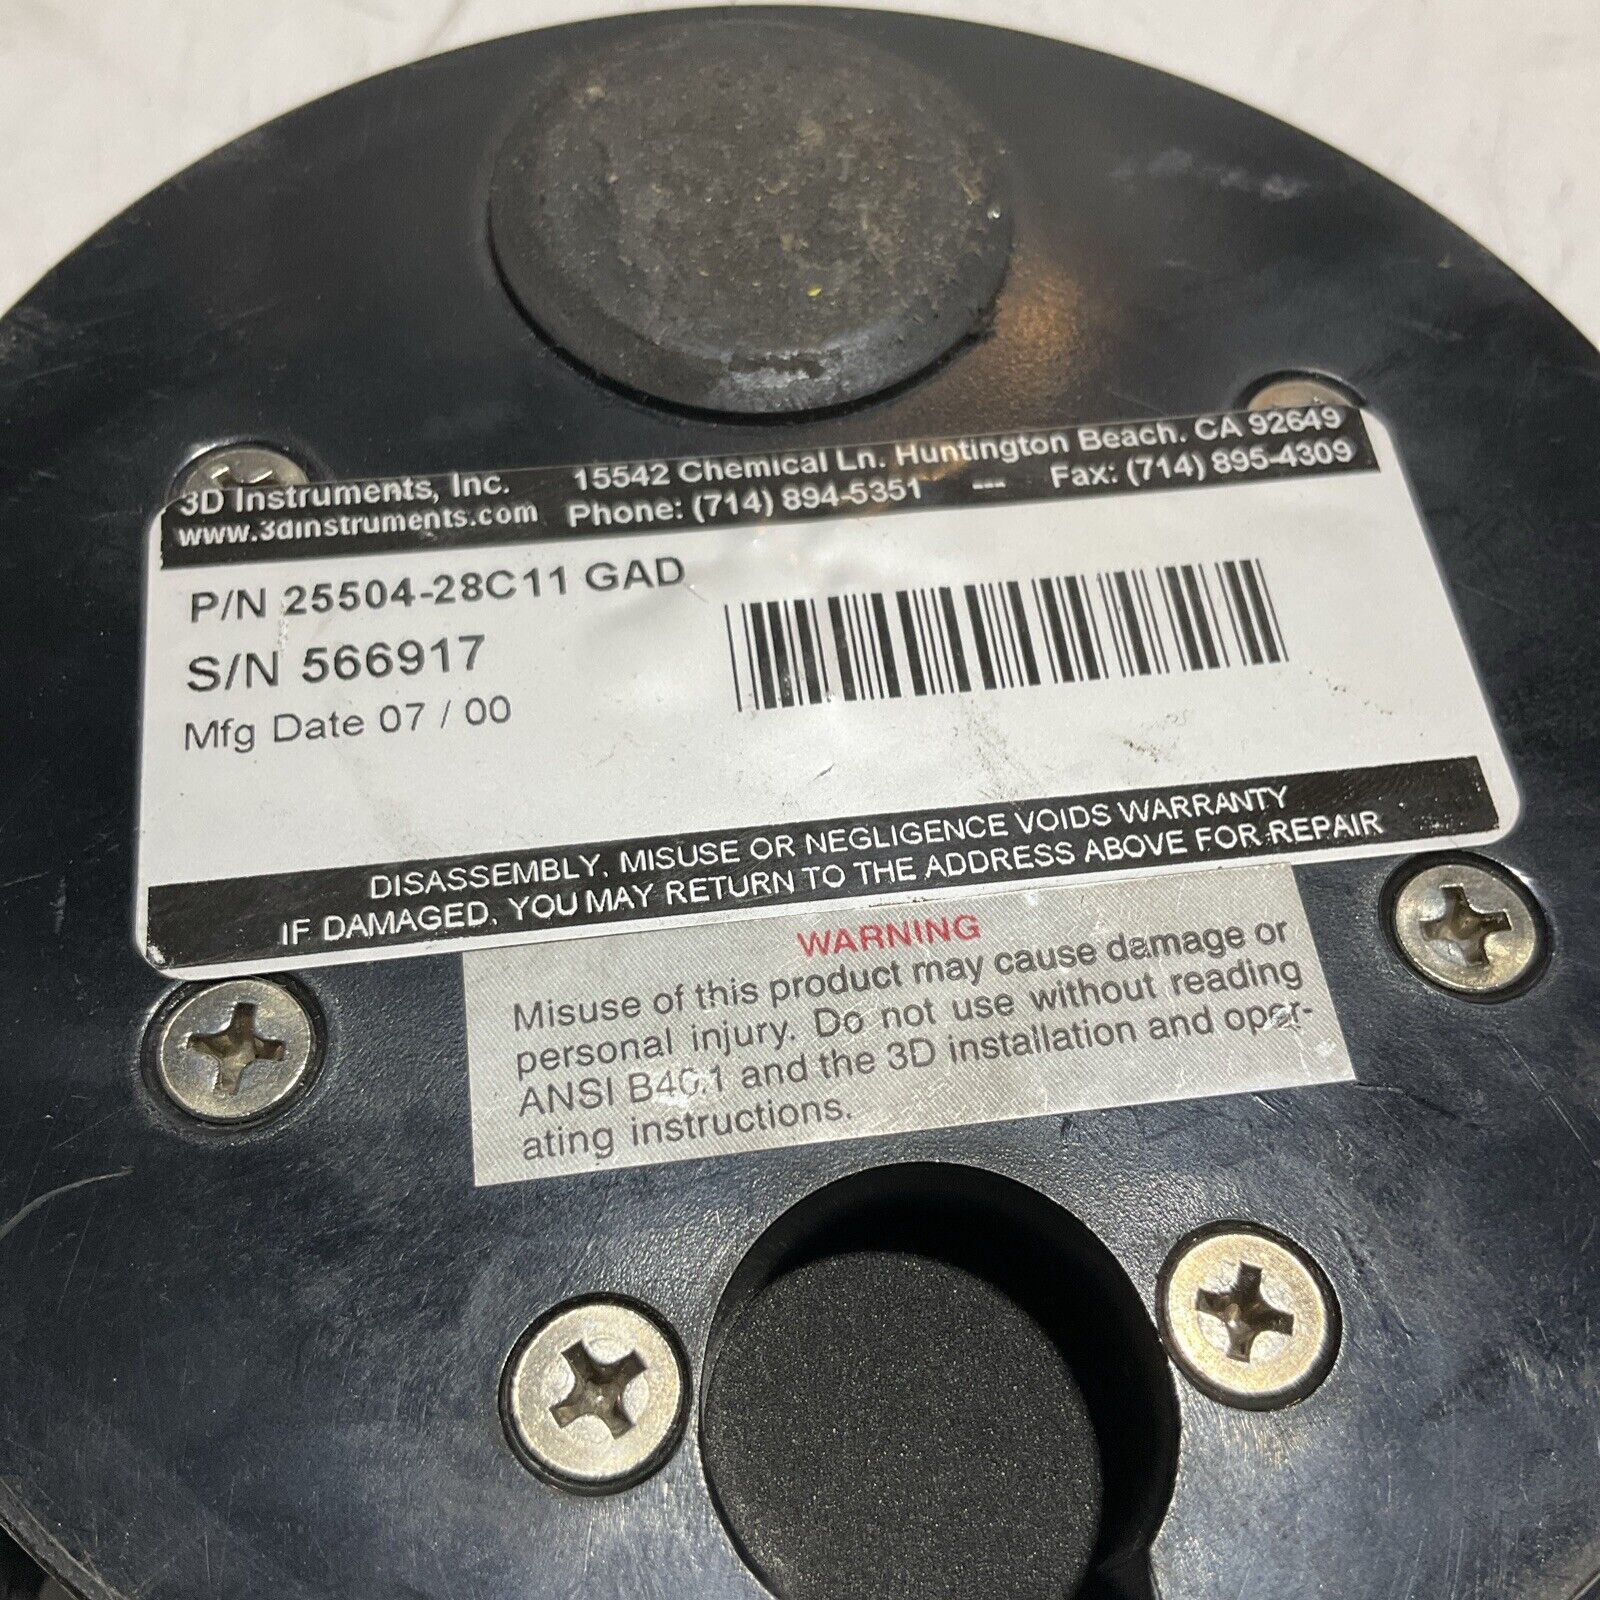 3D Instruments, Inc. 15542 Chemical Ln. Huntington Beach. CA 92649
www.3dinstruments.com Phone: (714) 894-5351 --- Fax: (714) 895-4309
P/N 25504-28C11 GAD
S/N 566917
Mfg Date 07 / 00
DISASSEMBLY, MISUSE OR NEGLIGENCE VOIDS WARRANTY
IF DAMAGED, YOU MAY RETURN TO THE ADDRESS ABOVE FOR REPAIR
WARNING
Misuse of this product may cause damage or
personal injury. Do not use without reading
ANSI B40.1 and the 3D installation and oper-
ating instructions.